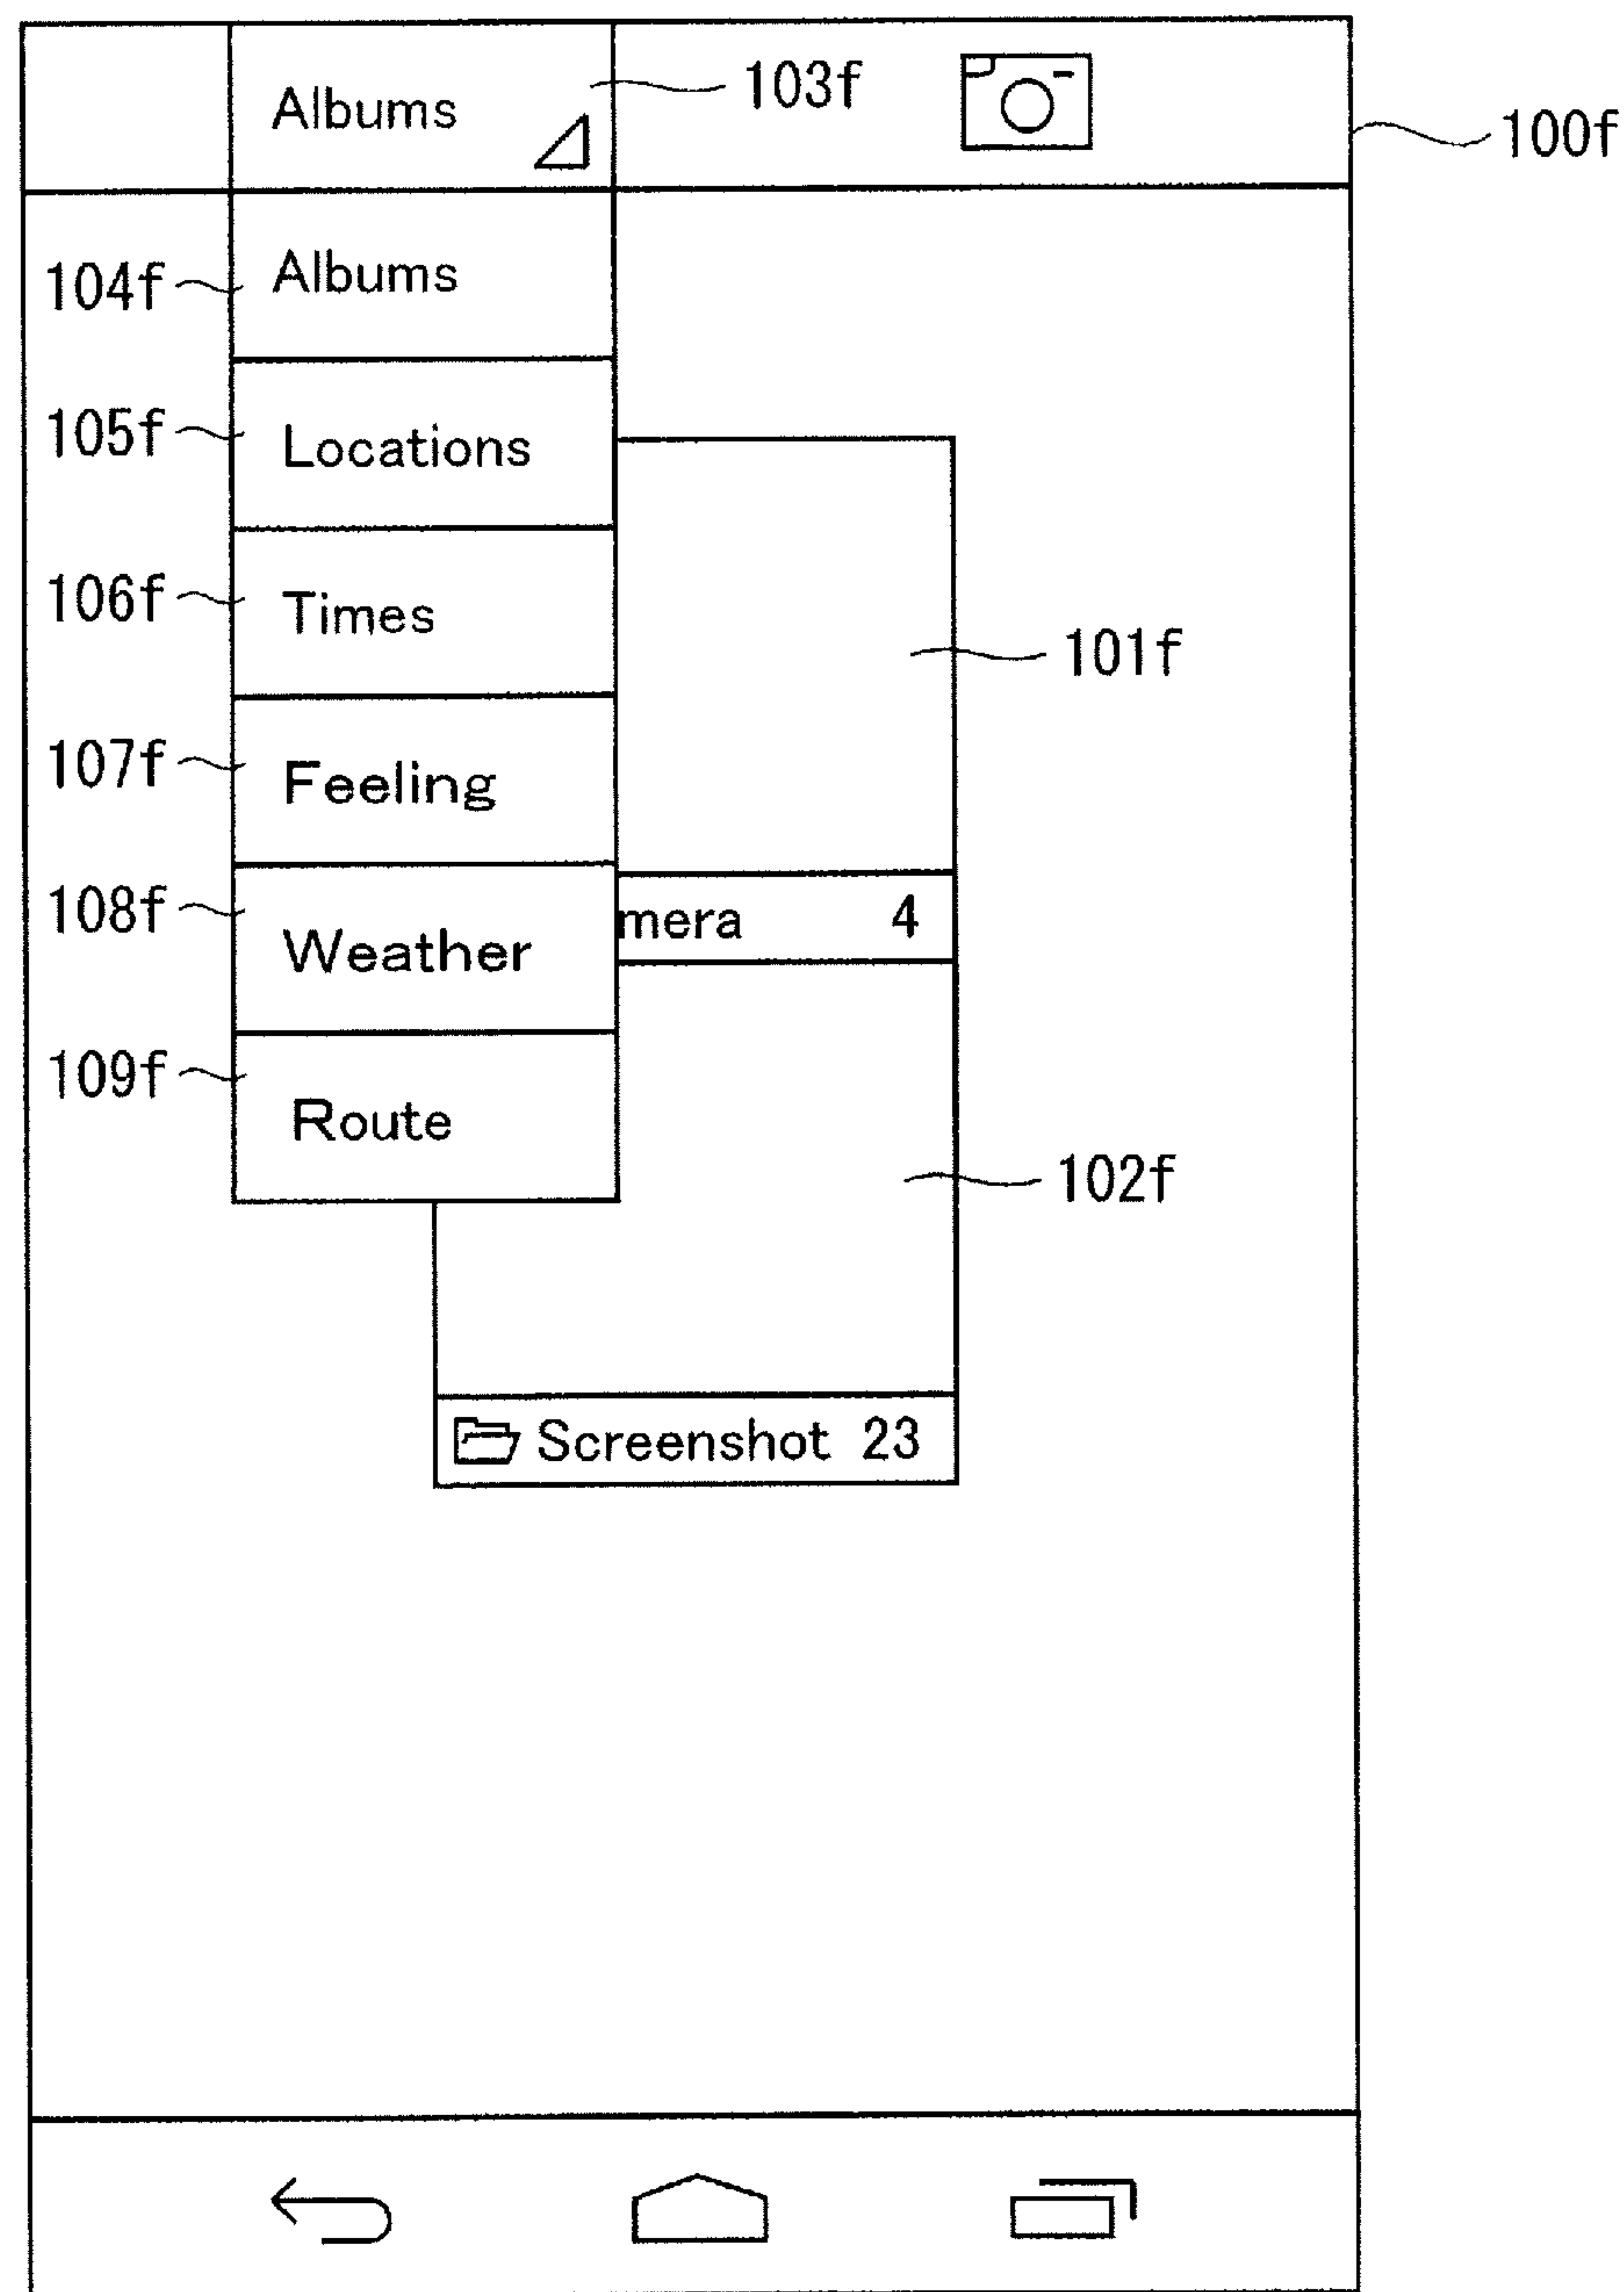 Albums
103f
100f
104f
Albums
105f
Locations
106f
Times
101f
107f
Feeling
108f
Weather
mera 4
109f
Route
102f
Screenshot 23